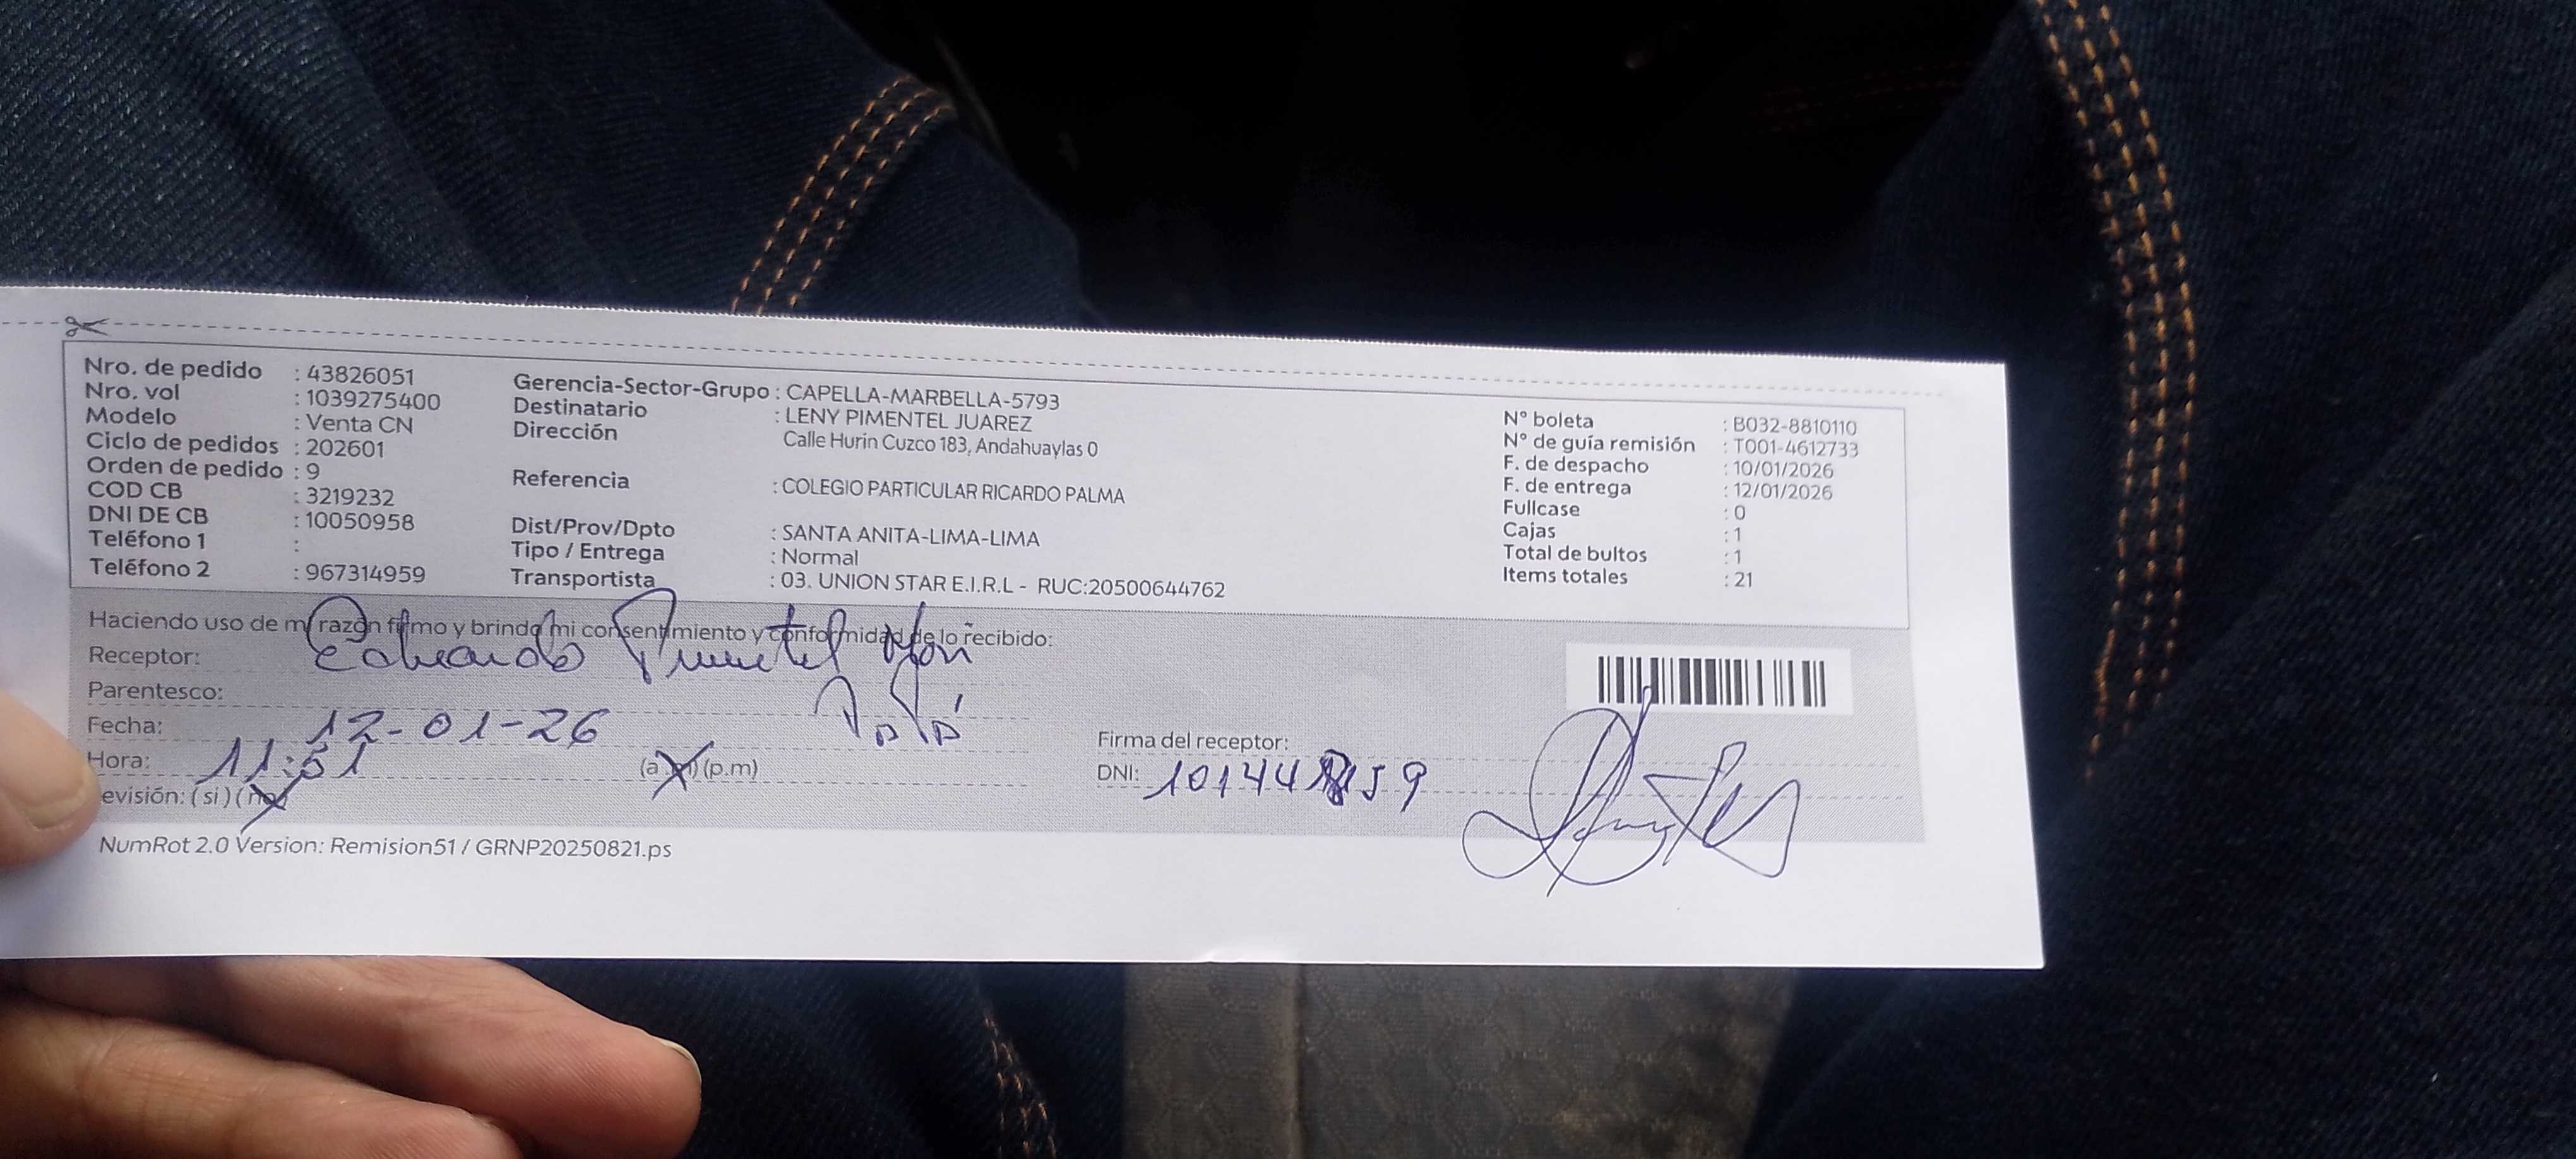 Nro. de pedido : 43826051
Nro. vol : 1039275400
Modelo : Venta CN
Ciclo de pedidos : 202601
Orden de pedido : 9
COD CB : 3219232
DNI DE CB : 10050958
Teléfono 1 :
Teléfono 2 : 967314959
Gerencia-Sector-Grupo : CAPELLA-MARBELLA-5793
Destinatario : LENY PIMENTEL JUAREZ
Dirección Calle Hurin Cuzco 183, Andahuaylas 0
Referencia : COLEGIO PARTICULAR RICARDO PALMA
Dist/Prov/Dpto : SANTA ANITA-LIMA-LIMA
Tipo / Entrega : Normal
Transportista : 03. UNION STAR E.I.R.L - RUC:20500644762
N° boleta : B032-8810110
N° de guía remisión : T001-4612733
F. de despacho : 10/01/2026
F. de entrega : 12/01/2026
Fullcase : 0
Cajas : 1
Total de bultos : 1
Items totales : 21
Haciendo uso de mi razón firmo y brindo mi consentimiento y conformidad de lo recibido:
Receptor: Eduardo Pimentel
Parentesco: Papá
Fecha: 12-01-26
Hora: 11:51 (a.m) (p.m)
evisión: ( si ) ( no )
Firma del receptor:
DNI:
NumRot 2.0 Version: Remision51 / GRNP20250821.ps